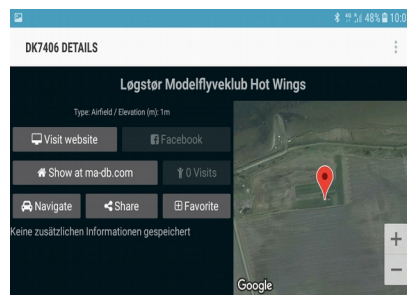 48% 10:0
DK7406 DETAILS
Løgstør Modelflyveklub Hot Wings
Type: Airfield / Elevation (m): 1m
Visit website
Facebook
Show at ma-db.com
0 Visits
Navigate
Share
Favorite
Keine zusätzlichen Informationen gespeichert
Google
+
−